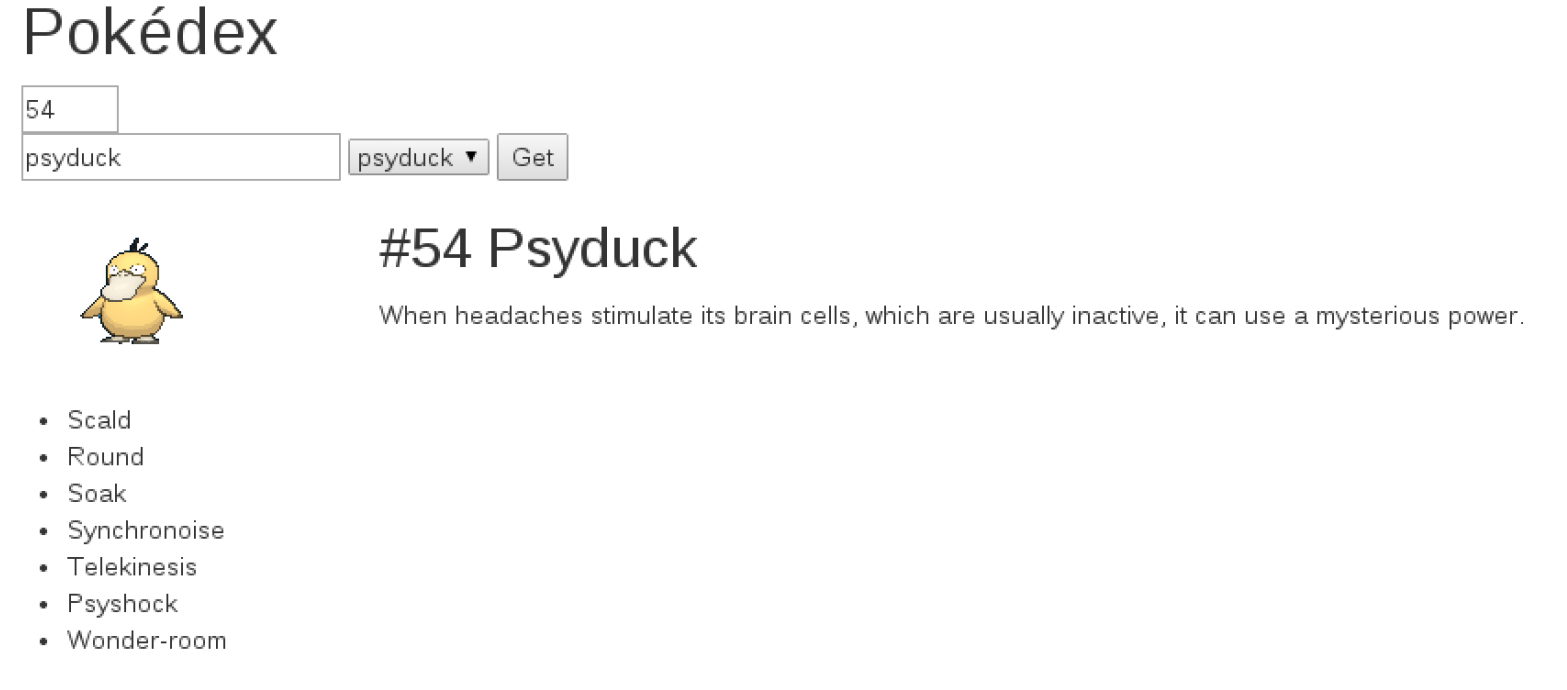 Pokédex
54
psyduck psyduck ▼ Get
#54 Psyduck
When headaches stimulate its brain cells, which are usually inactive, it can use a mysterious power.
• Scald
• Round
• Soak
• Synchronoise
• Telekinesis
• Psyshock
• Wonder-room